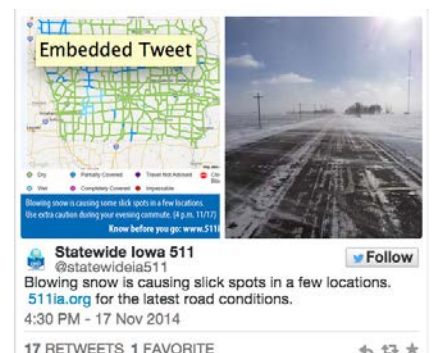 Embedded Tweet
Dry Partially Covered Travel Not Advised
Wet Completely Covered Impassable
Blowing snow is causing some slick spots in a few locations.
Use extra caution during your evening commute. (4 p.m. 11/17)
Know before you go: www.511
Statewide Iowa 511
@statewideia511
Follow
Blowing snow is causing slick spots in a few locations.
511ia.org for the latest road conditions.
4:30 PM - 17 Nov 2014
17 RETWEETS 1 FAVORITE